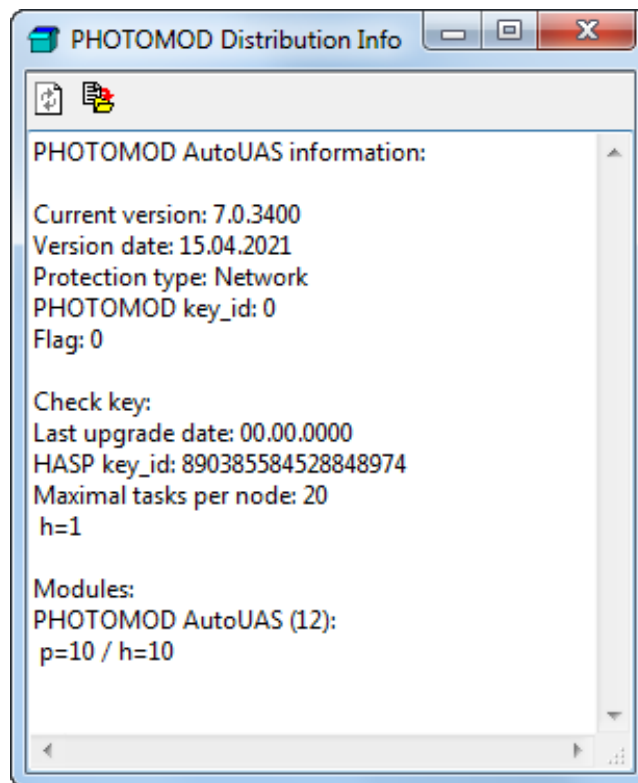 PHOTOMOD Distribution Info
PHOTOMOD AutoUAS information:
Current version: 7.0.3400
Version date: 15.04.2021
Protection type: Network
PHOTOMOD key_id: 0
Flag: 0
Check key:
Last upgrade date: 00.00.0000
HASP key_id: 890385584528848974
Maximal tasks per node: 20
h=1
Modules:
PHOTOMOD AutoUAS (12):
p=10 / h=10